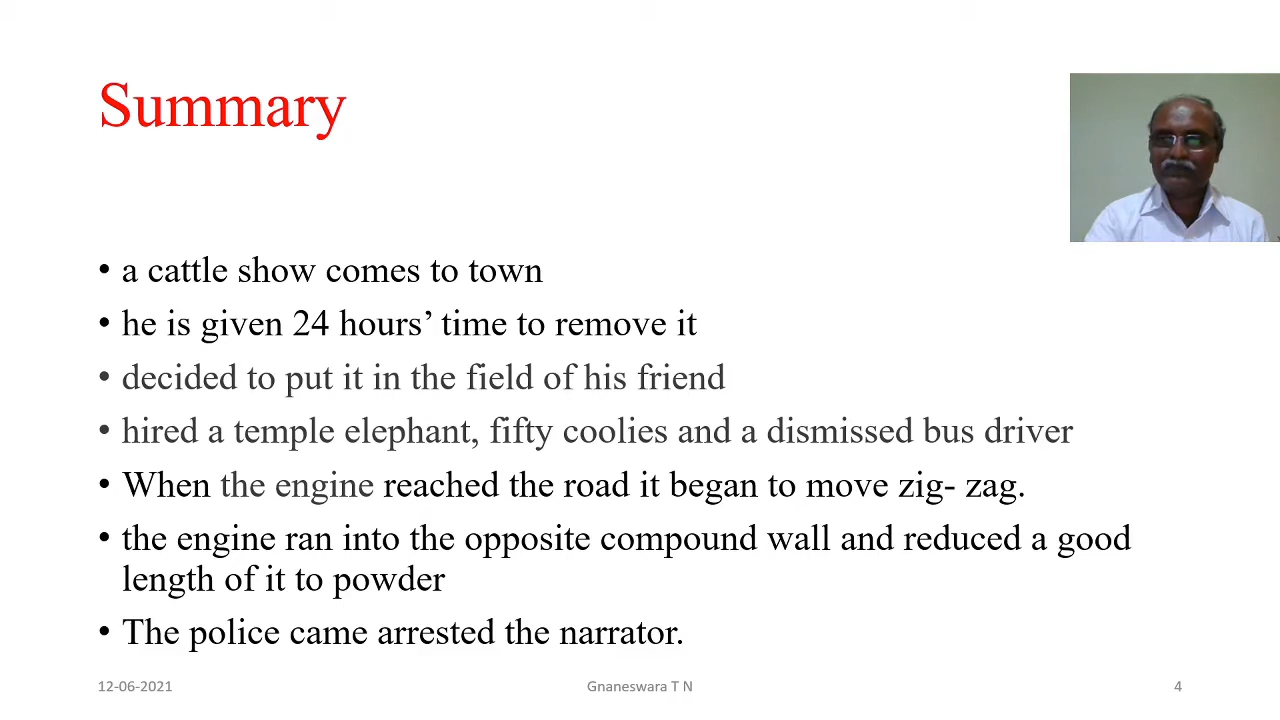 Summary
• a cattle show comes to town
• he is given 24 hours’ time to remove it
• decided to put it in the field of his friend
• hired a temple elephant, fifty coolies and a dismissed bus driver
• When the engine reached the road it began to move zig- zag.
• the engine ran into the opposite compound wall and reduced a good
length of it to powder
• The police came arrested the narrator.
12-06-2021
Gnaneswara T N
4